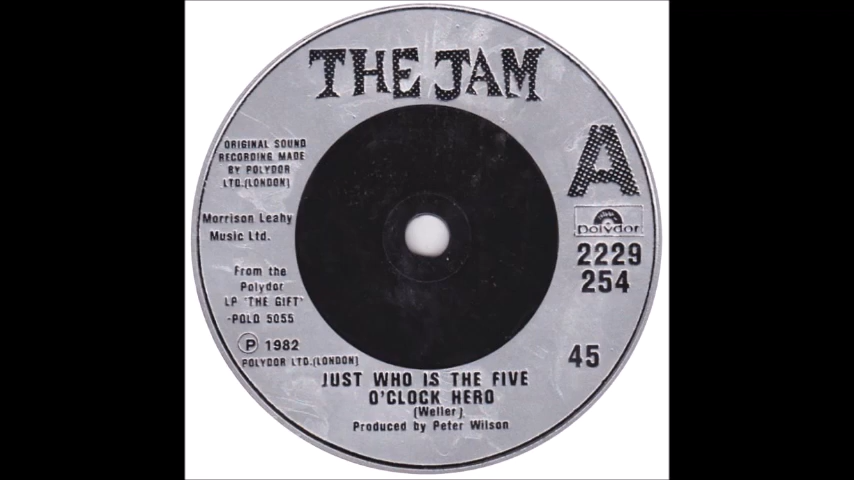 THE JAM
A
ORIGINAL SOUND
RECORDING MADE
BY POLYDOR
LTD.(LONDON)
Morrison Leahy
Music Ltd.
From the
Polydor
LP 'THE GIFT'
-POLD 5055
Ⓟ 1982
POLYDOR LTD.(LONDON)
polydor
2229
254
45
JUST WHO IS THE FIVE
O'CLOCK HERO
(Weller)
Produced by Peter Wilson